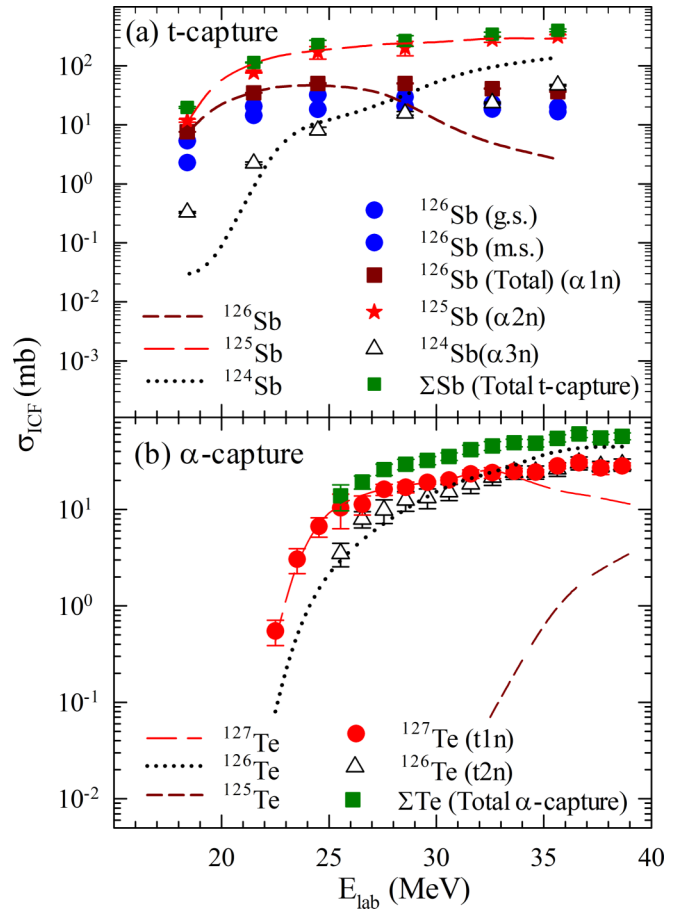 (a) t-capture
10²
10¹
10⁰
10⁻¹
10⁻²
10⁻³
¹²⁶Sb (g.s.)
¹²⁶Sb (m.s.)
¹²⁶Sb (Total) (α1n)
¹²⁵Sb (α2n)
¹²⁴Sb(α3n)
ΣSb (Total t-capture)
¹²⁶Sb
¹²⁵Sb
¹²⁴Sb
σICF (mb)
(b) α-capture
10¹
10⁰
10⁻¹
10⁻²
¹²⁷Te
¹²⁶Te
¹²⁵Te
¹²⁷Te (t1n)
¹²⁶Te (t2n)
ΣTe (Total α-capture)
20 25 30 35 40
Elab (MeV)